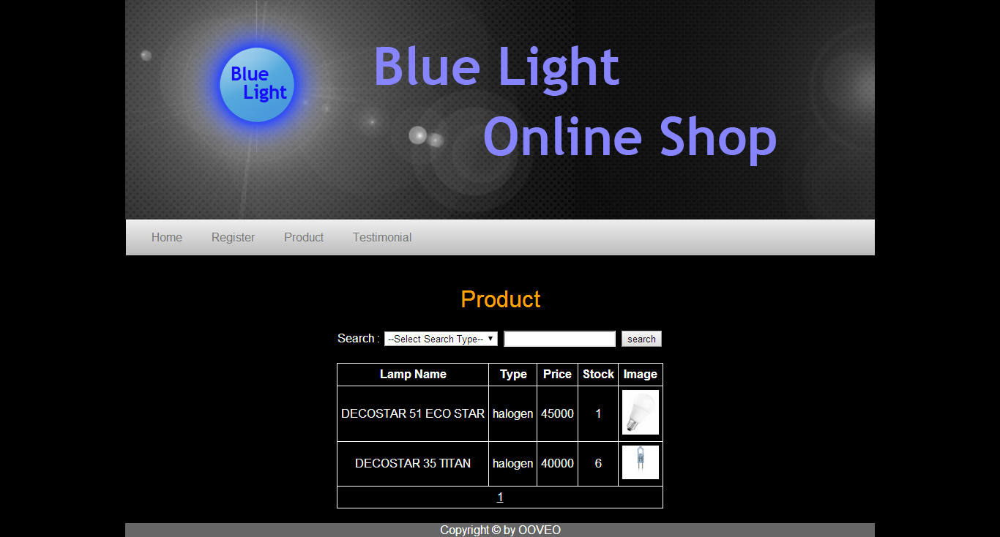 Blue
Light
Blue Light
Online Shop
Home Register Product Testimonial
Product
Search : --Select Search Type-- search
Lamp Name Type Price Stock Image
DECOSTAR 51 ECO STAR halogen 45000 1
DECOSTAR 35 TITAN halogen 40000 6
1
Copyright © by OOVEO